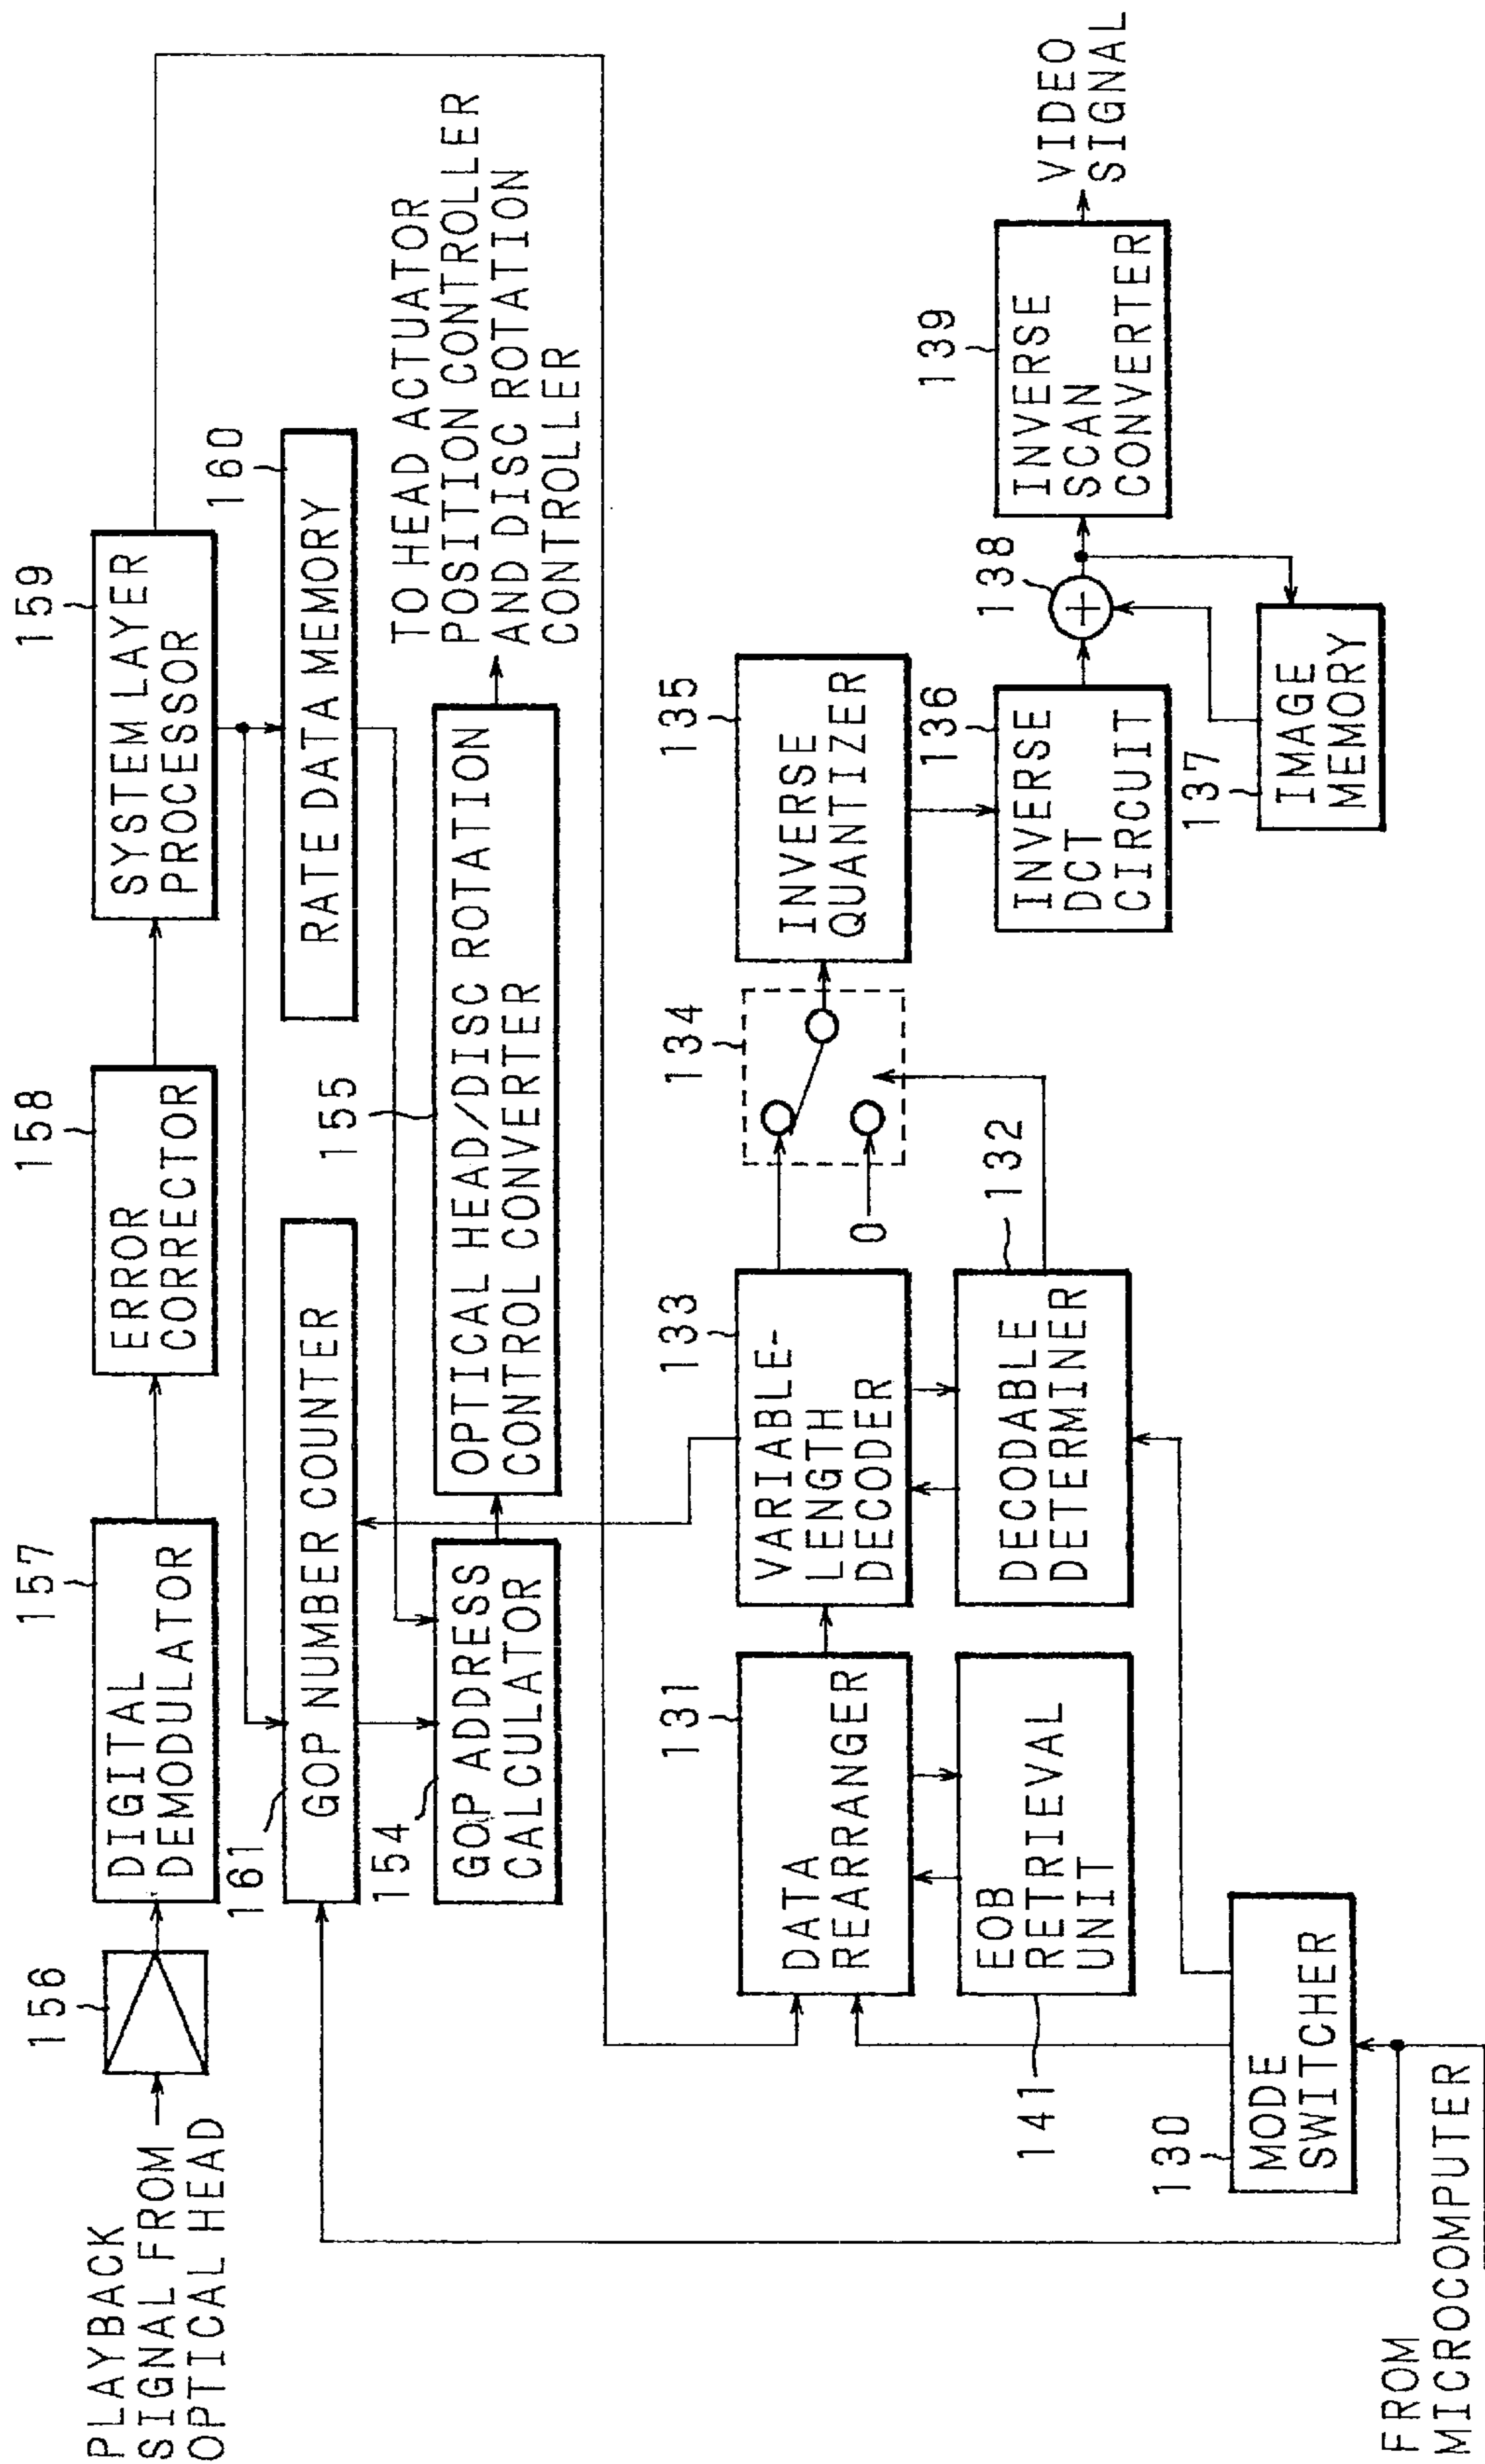 PLAYBACK
SIGNAL FROM
OPTICAL HEAD
156
157
DIGITAL
DEMODULATOR
158
ERROR
CORRECTOR
159
SYSTEM LAYER
PROCESSOR
161
GOP NUMBER COUNTER
160
RATE DATA MEMORY
154
GOP ADDRESS
CALCULATOR
155
OPTICAL HEAD/DISC ROTATION
CONTROL CONVERTER
TO HEAD ACTUATOR
POSITION CONTROLLER
AND DISC ROTATION
CONTROLLER
131
DATA
REARRANGER
133
VARIABLE-
LENGTH
DECODER
134
0
135
INVERSE
QUANTIZER
141
EOB
RETRIEVAL
UNIT
132
DECODABLE
DETERMINER
136
INVERSE
DCT
CIRCUIT
138
+
139
INVERSE
SCAN
CONVERTER
VIDEO
SIGNAL
137
IMAGE
MEMORY
130
MODE
SWITCHER
FROM
MICROCOMPUTER